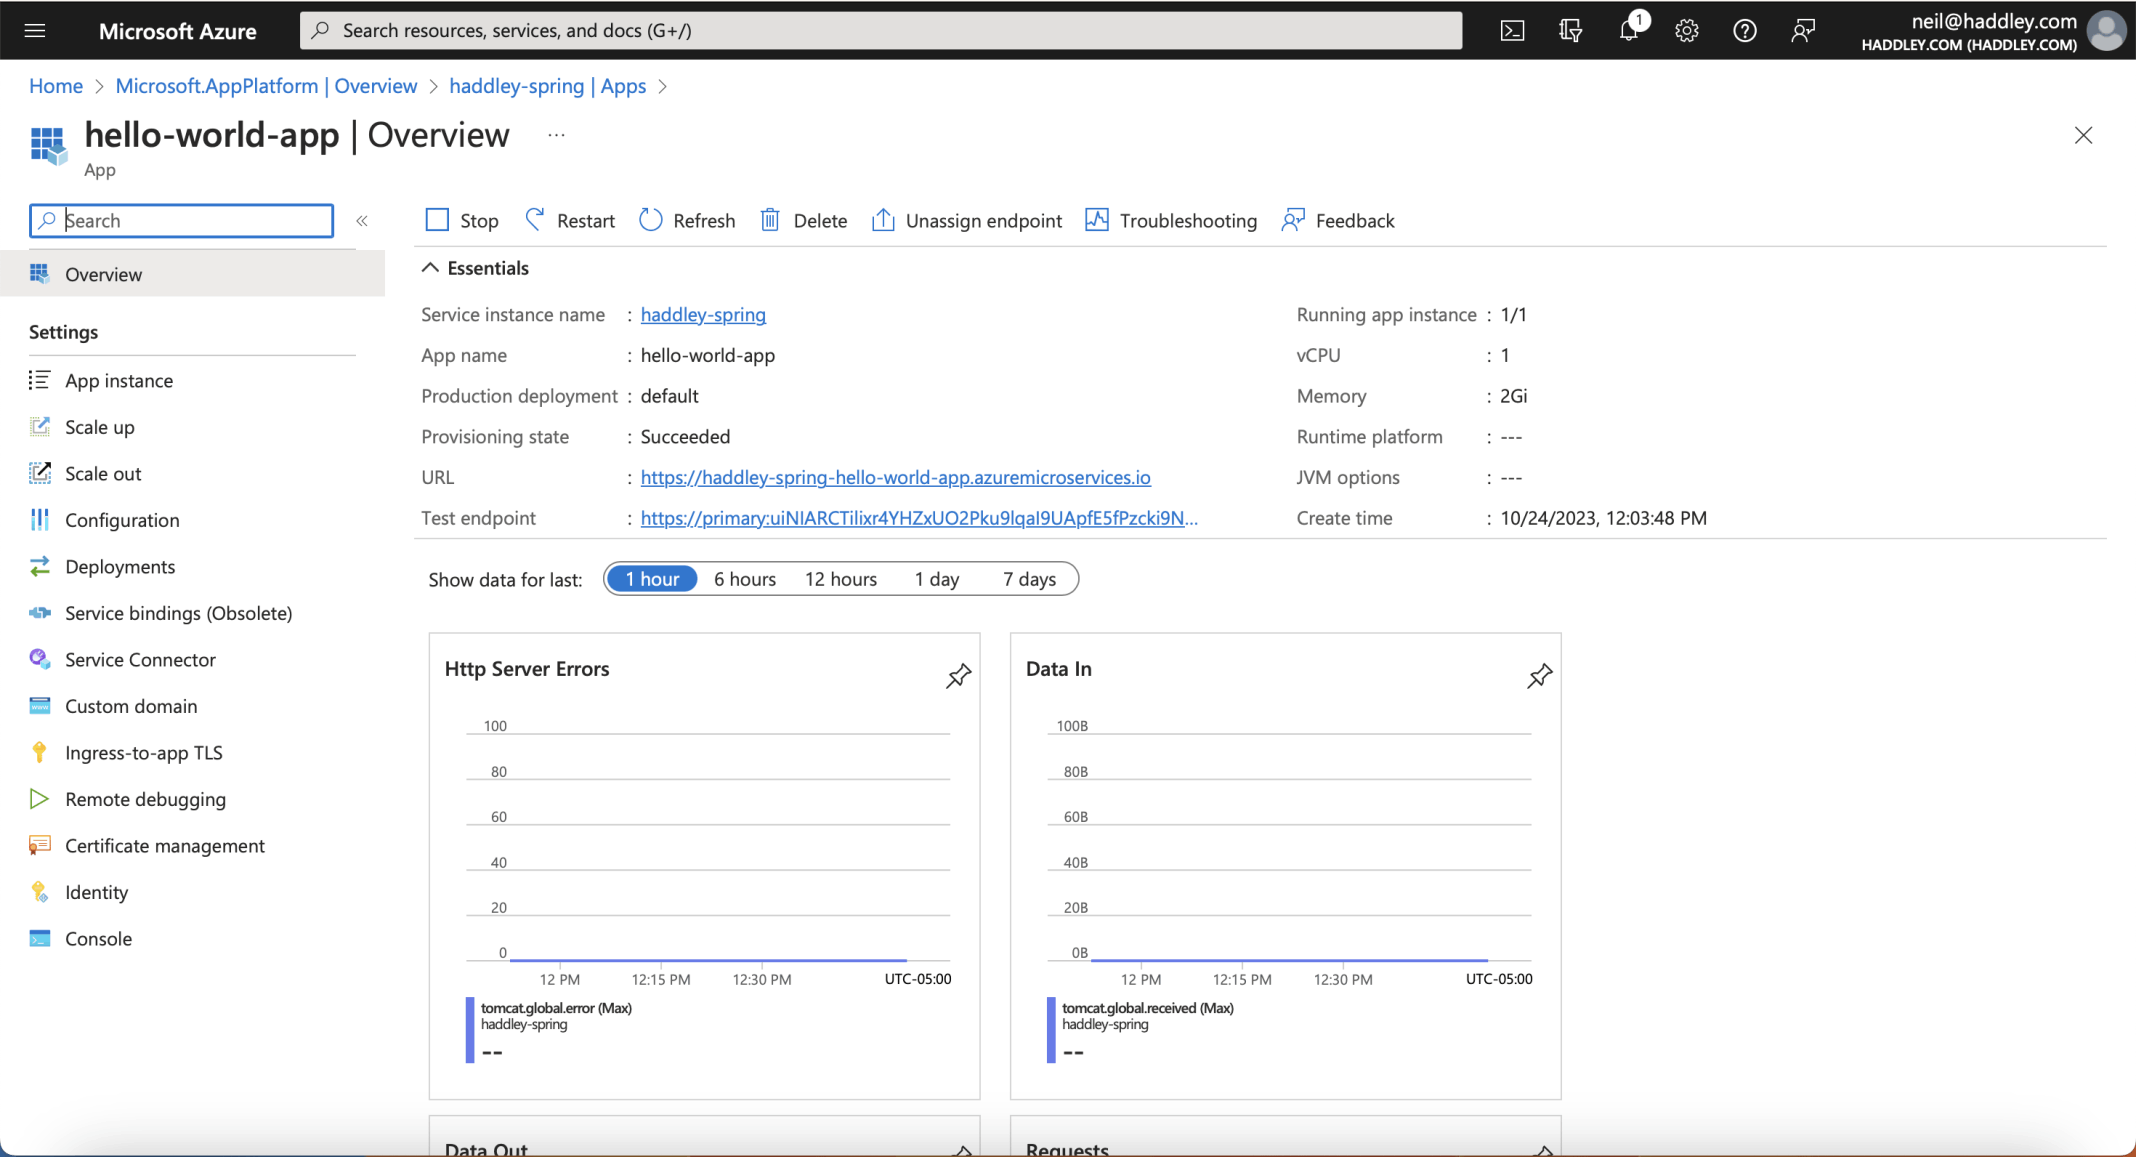 Microsoft Azure
Search resources, services, and docs (G+/)
1
neil@haddley.com
HADDLEY.COM (HADDLEY.COM)
Home > Microsoft.AppPlatform | Overview > haddley-spring | Apps >
hello-world-app | Overview ...
App
Search
«
Stop
Restart
Refresh
Delete
Unassign endpoint
Troubleshooting
Feedback
Overview
Settings
App instance
Scale up
Scale out
Configuration
Deployments
Service bindings (Obsolete)
Service Connector
Custom domain
Ingress-to-app TLS
Remote debugging
Certificate management
Identity
Console
Essentials
Service instance name : haddley-spring
App name : hello-world-app
Production deployment : default
Provisioning state : Succeeded
URL : https://haddley-spring-hello-world-app.azuremicroservices.io
Test endpoint : https://primary:uiNIARCTilixr4YHZxUO2Pku9lqaI9UApfE5fPzcki9N...
Running app instance : 1/1
vCPU : 1
Memory : 2Gi
Runtime platform : ---
JVM options : ---
Create time : 10/24/2023, 12:03:48 PM
Show data for last: 1 hour 6 hours 12 hours 1 day 7 days
Http Server Errors
100
80
60
40
20
0
12 PM 12:15 PM 12:30 PM UTC-05:00
tomcat.global.error (Max)
haddley-spring
--
Data In
100B
80B
60B
40B
20B
0B
12 PM 12:15 PM 12:30 PM UTC-05:00
tomcat.global.received (Max)
haddley-spring
--
Data Out
Requests